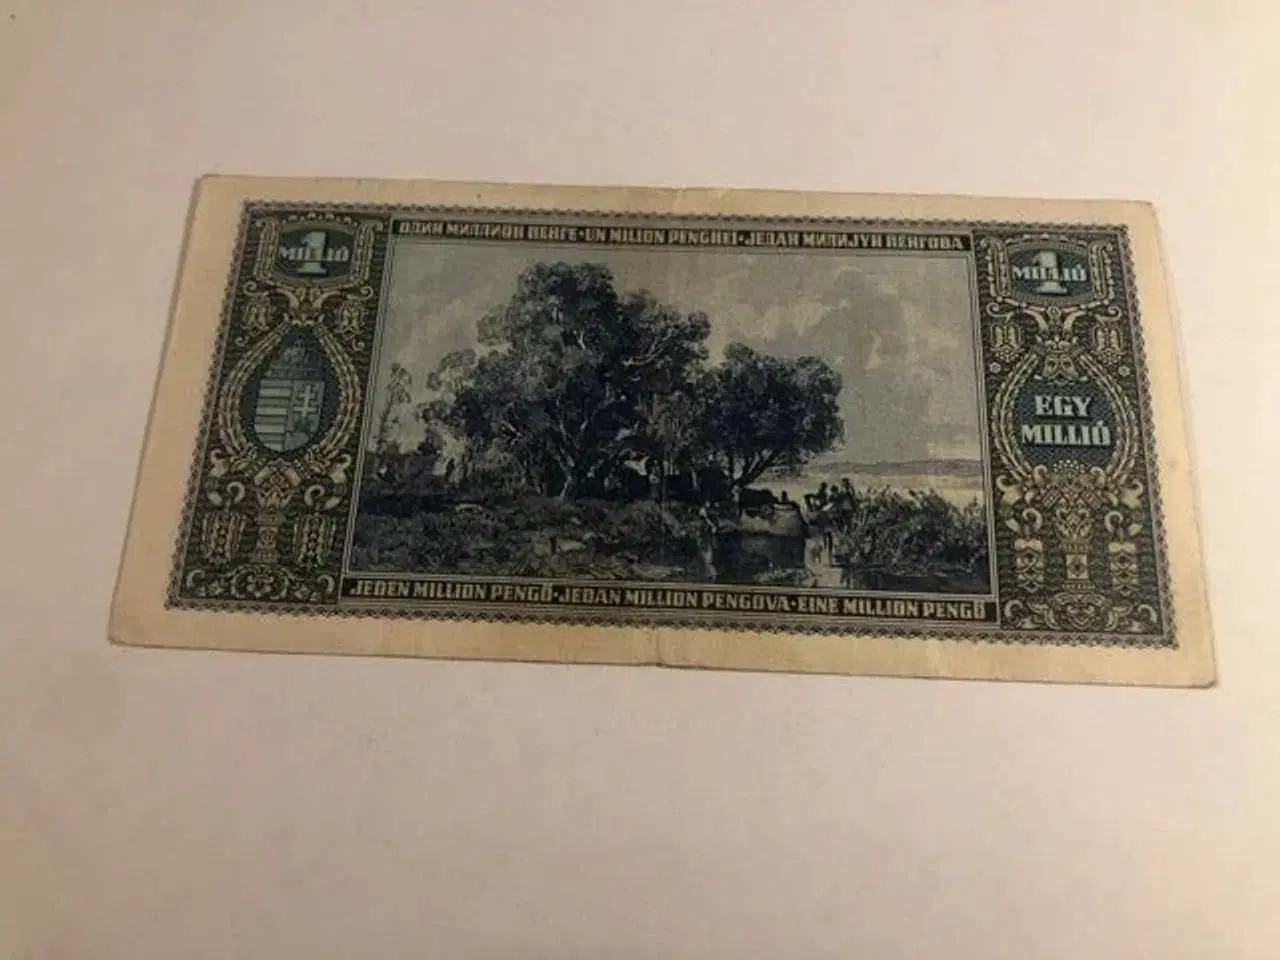 ОДИН МИЛЛИОН ПЕНГЕ · UN MILION PENGHEI · ЈЕДАН МИЛИЈУН ПЕНГОВА
1
MILLIÓ
1
MILLIÓ
EGY
MILLIÓ
JEDEN MILLION PENGŐ · JEDAN MILLION PENGOVA · EINE MILLION PENGŐ